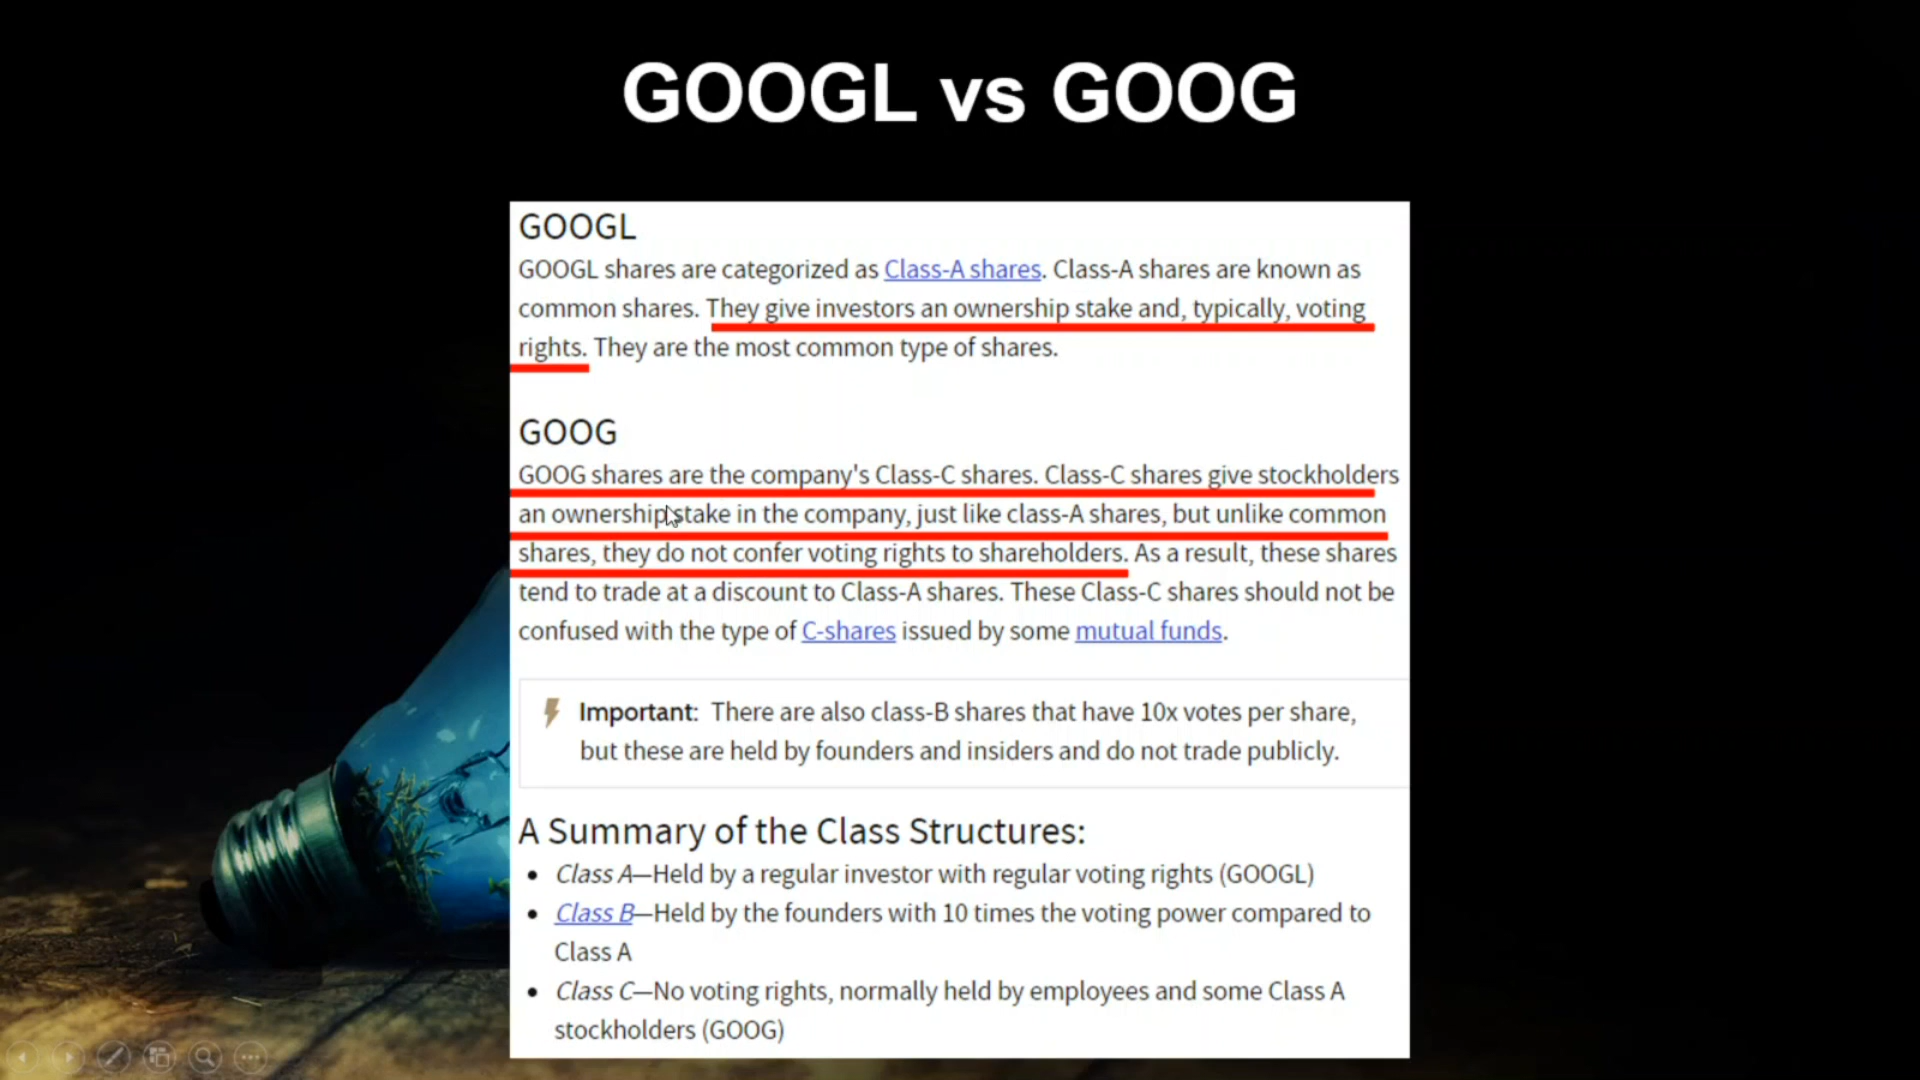 GOOGL vs GOOG
GOOGL
GOOGL shares are categorized as Class-A shares. Class-A shares are known as
common shares. They give investors an ownership stake and, typically, voting
rights. They are the most common type of shares.
GOOG
GOOG shares are the company's Class-C shares. Class-C shares give stockholders
an ownership stake in the company, just like class-A shares, but unlike common
shares, they do not confer voting rights to shareholders. As a result, these shares
tend to trade at a discount to Class-A shares. These Class-C shares should not be
confused with the type of C-shares issued by some mutual funds.
Important: There are also class-B shares that have 10x votes per share,
but these are held by founders and insiders and do not trade publicly.
A Summary of the Class Structures:
• Class A—Held by a regular investor with regular voting rights (GOOGL)
• Class B—Held by the founders with 10 times the voting power compared to
Class A
• Class C—No voting rights, normally held by employees and some Class A
stockholders (GOOG)